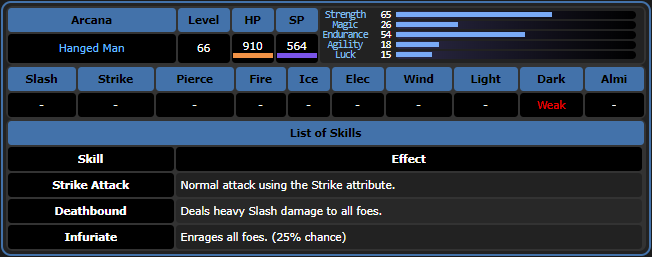 Arcana Level HP SP
Hanged Man 66 910 564
Strength 65
Magic 26
Endurance 54
Agility 18
Luck 15
Slash Strike Pierce Fire Ice Elec Wind Light Dark Almi
- - - - - - - - Weak -
List of Skills
Skill Effect
Strike Attack Normal attack using the Strike attribute.
Deathbound Deals heavy Slash damage to all foes.
Infuriate Enrages all foes. (25% chance)